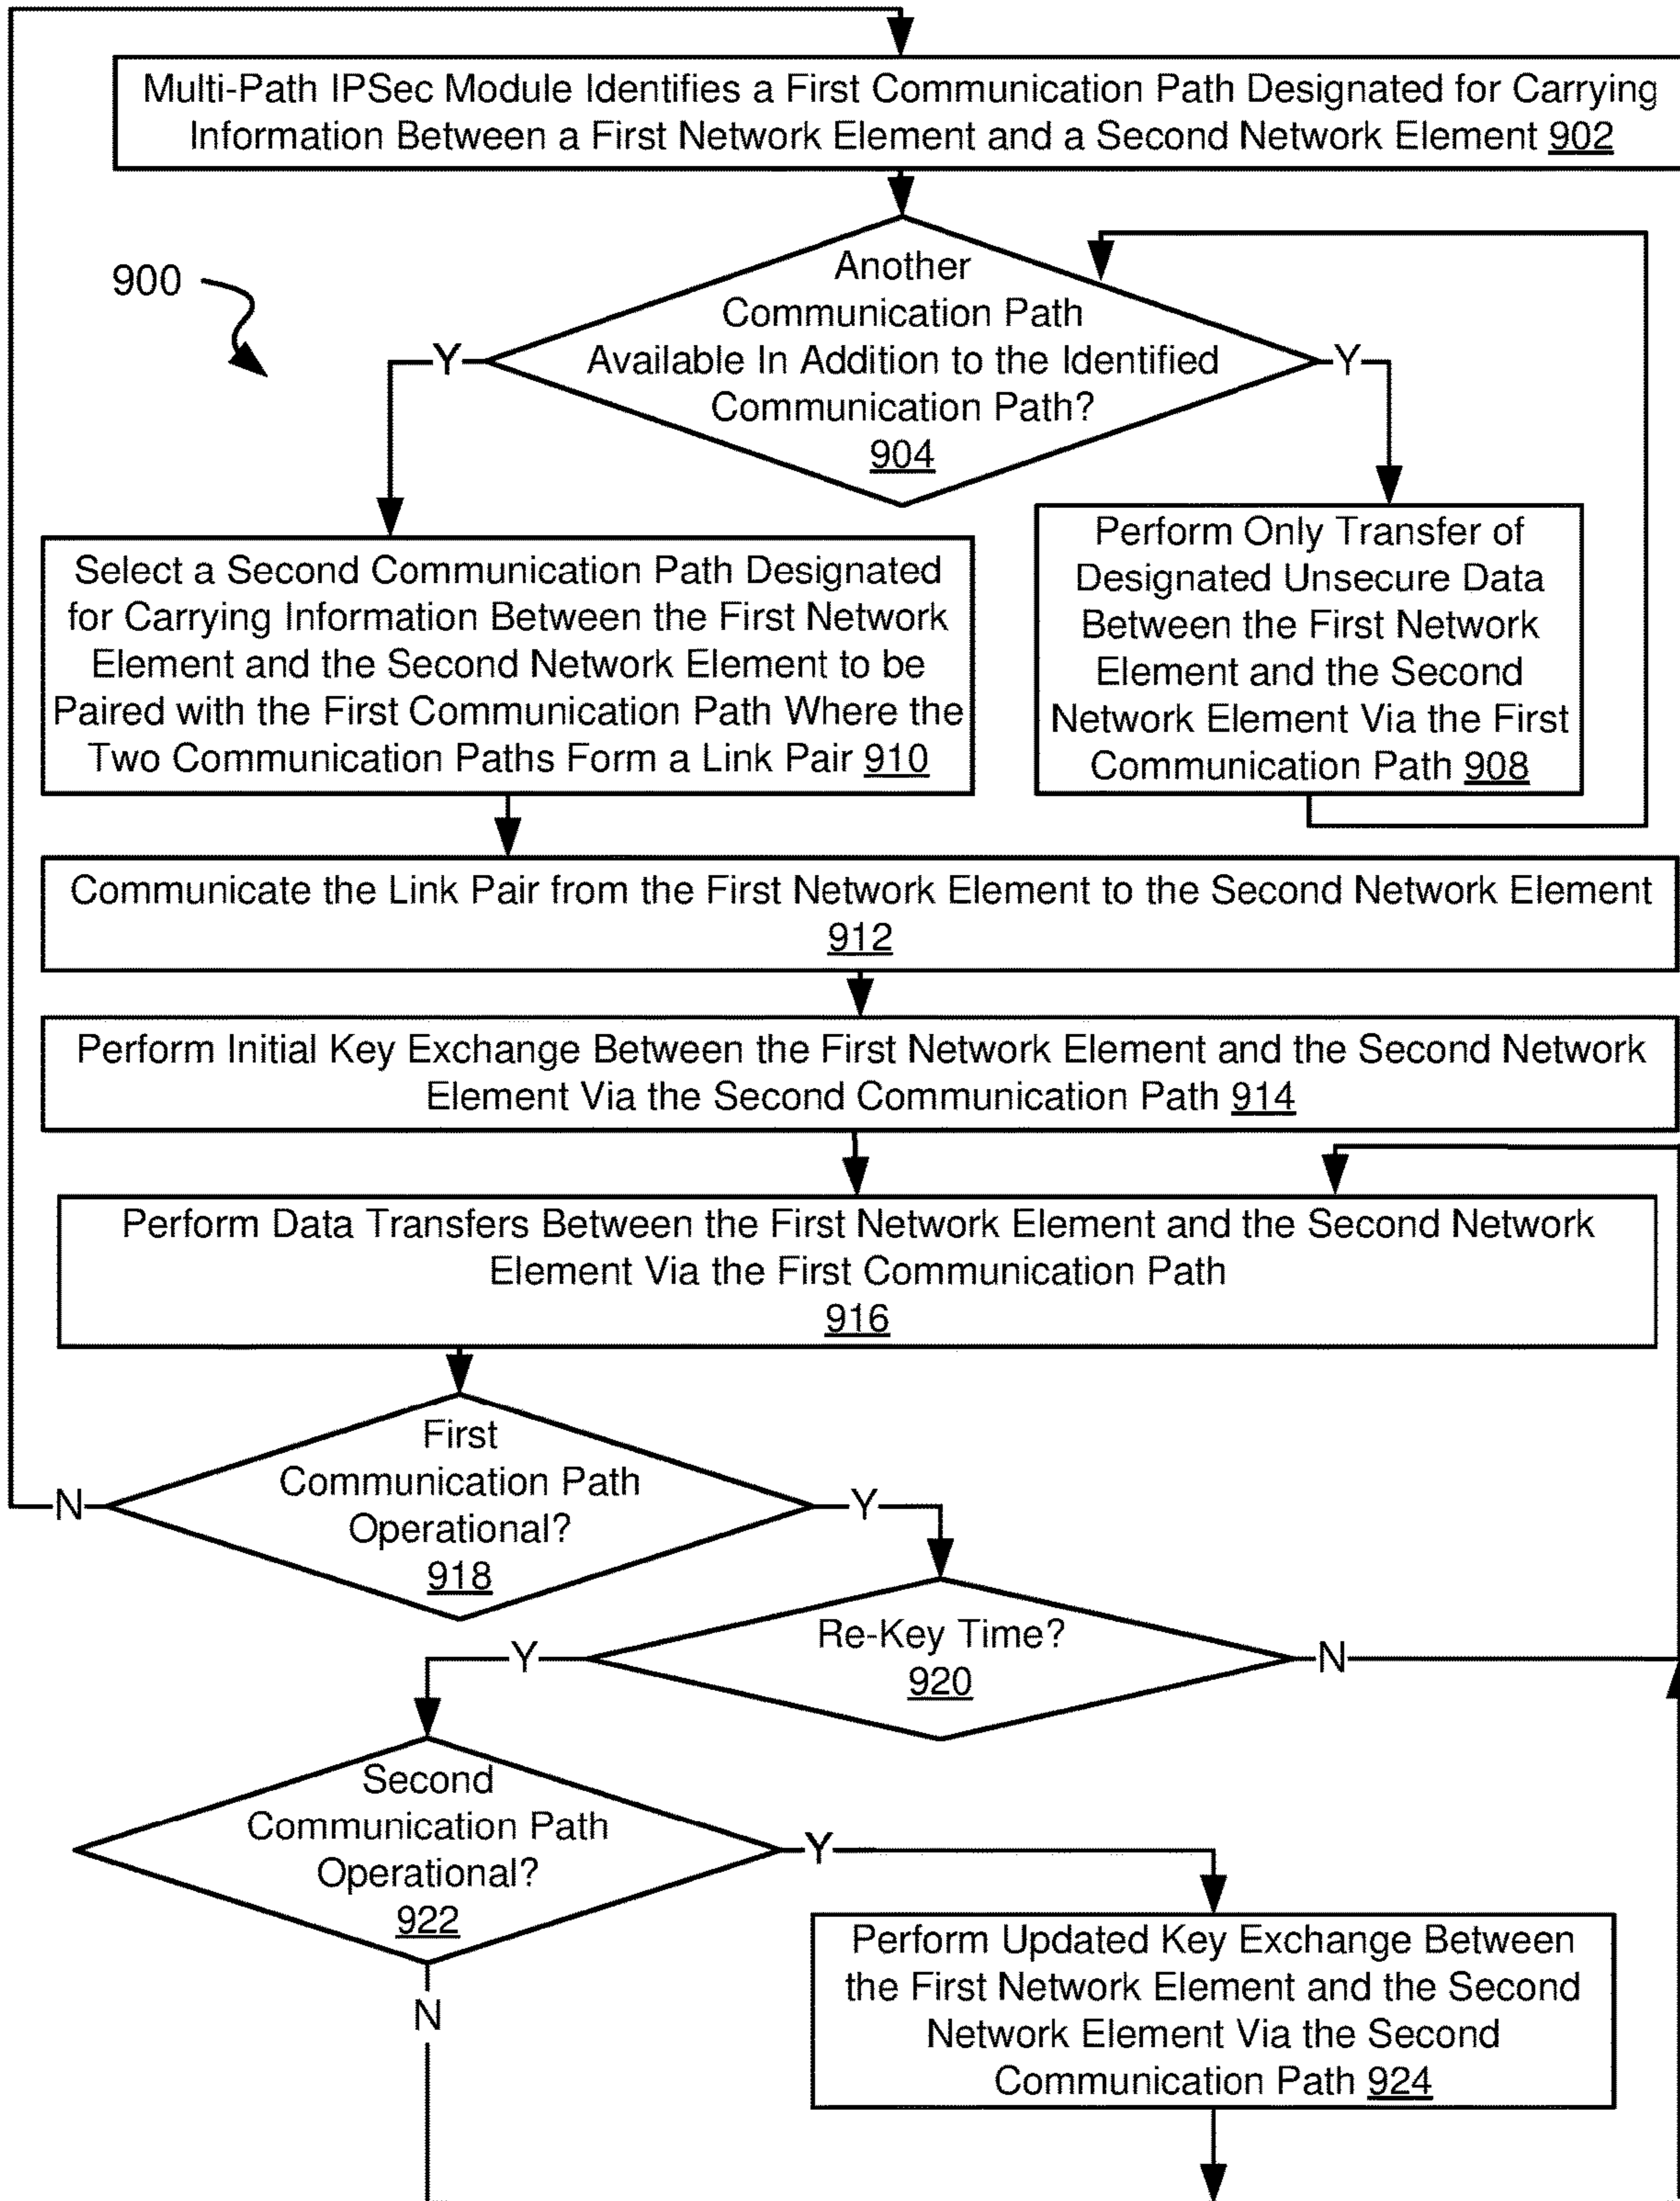 Multi-Path IPSec Module Identifies a First Communication Path Designated for Carrying
Information Between a First Network Element and a Second Network Element 902
900
Another
Communication Path
Available In Addition to the Identified
Communication Path?
904
Y
Y
Select a Second Communication Path Designated
for Carrying Information Between the First Network
Element and the Second Network Element to be
Paired with the First Communication Path Where the
Two Communication Paths Form a Link Pair 910
Perform Only Transfer of
Designated Unsecure Data
Between the First Network
Element and the Second
Network Element Via the First
Communication Path 908
Communicate the Link Pair from the First Network Element to the Second Network Element
912
Perform Initial Key Exchange Between the First Network Element and the Second Network
Element Via the Second Communication Path 914
Perform Data Transfers Between the First Network Element and the Second Network
Element Via the First Communication Path
916
First
Communication Path
Operational?
918
N
Y
Re-Key Time?
920
Y
N
Second
Communication Path
Operational?
922
Y
N
Perform Updated Key Exchange Between
the First Network Element and the Second
Network Element Via the Second
Communication Path 924